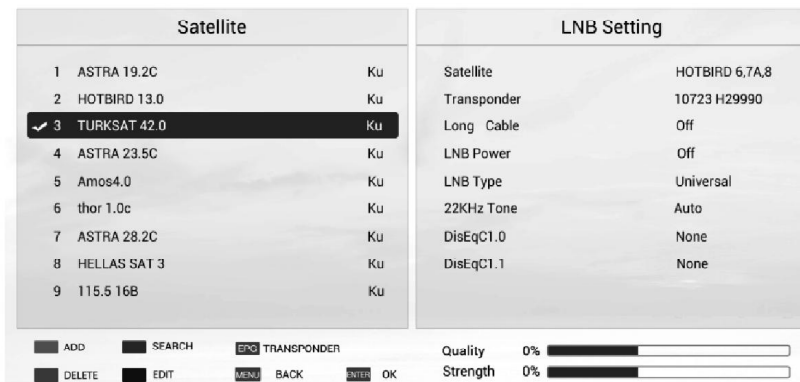 Satellite
1 ASTRA 19.2C Ku
2 HOTBIRD 13.0 Ku
3 TURKSAT 42.0 Ku
4 ASTRA 23.5C Ku
5 Amos4.0 Ku
6 thor 1.0c Ku
7 ASTRA 28.2C Ku
8 HELLAS SAT 3 Ku
9 115.5 16B Ku
LNB Setting
Satellite HOTBIRD 6,7A,8
Transponder 10723 H29990
Long Cable Off
LNB Power Off
LNB Type Universal
22KHz Tone Auto
DisEqC1.0 None
DisEqC1.1 None
ADD SEARCH EPG TRANSPONDER
DELETE EDIT MENU BACK ENTER OK
Quality 0%
Strength 0%